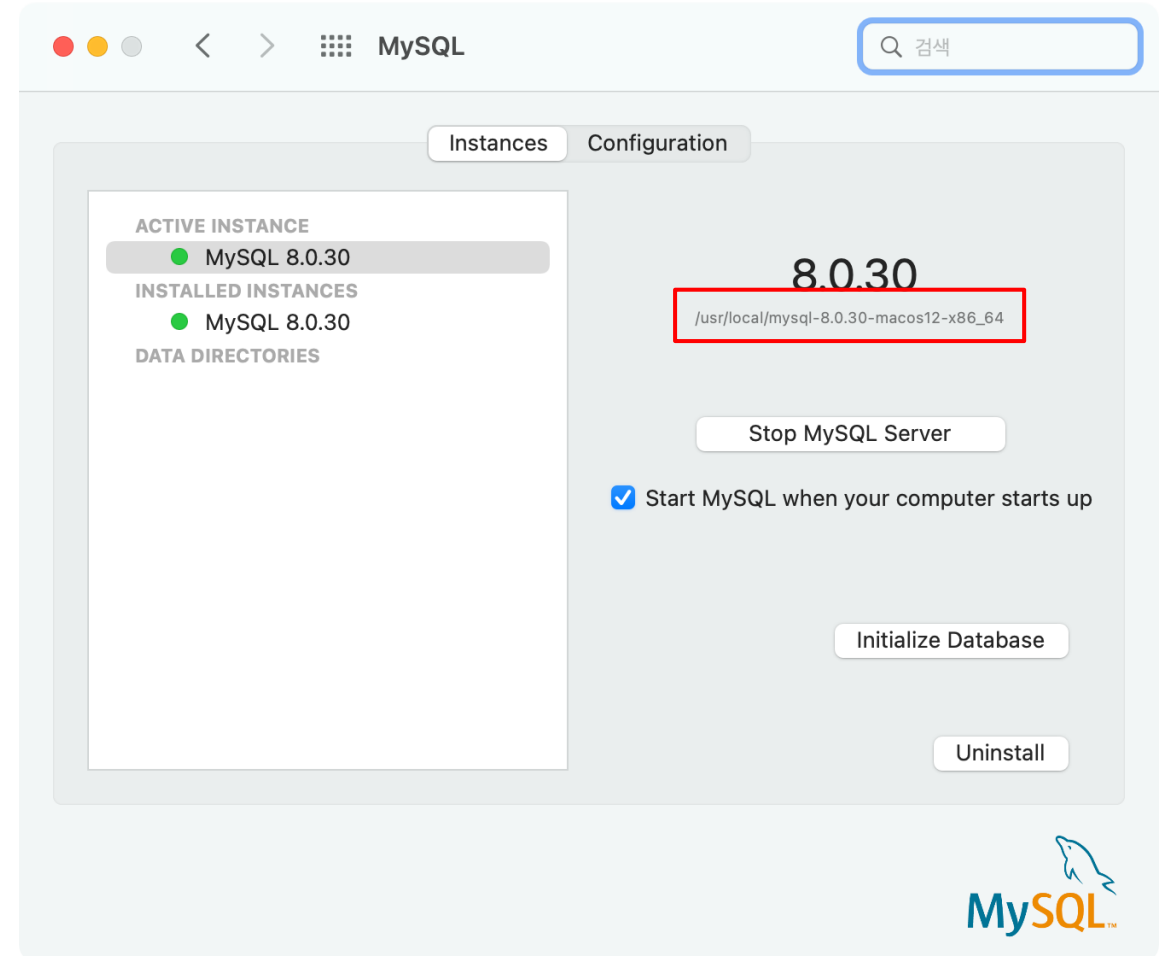 MySQL
검색
Instances
Configuration
ACTIVE INSTANCE
MySQL 8.0.30
INSTALLED INSTANCES
MySQL 8.0.30
DATA DIRECTORIES
8.0.30
/usr/local/mysql-8.0.30-macos12-x86_64
Stop MySQL Server
Start MySQL when your computer starts up
Initialize Database
Uninstall
MySQL™